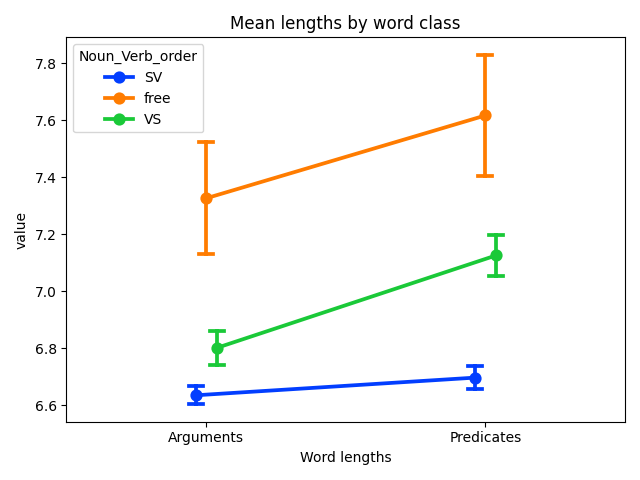 Mean lengths by word class
Noun_Verb_order
SV
free
VS
value
7.8
7.6
7.4
7.2
7.0
6.8
6.6
Arguments
Predicates
Word lengths